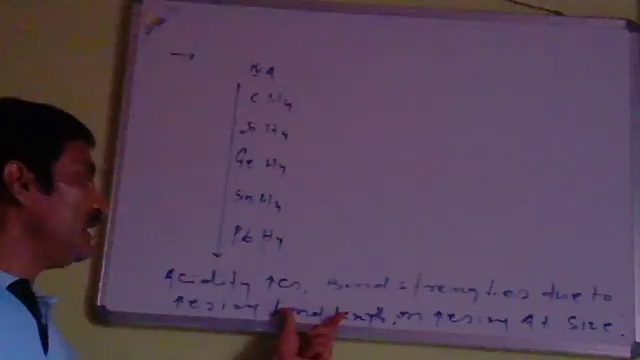 →
IV A
CH4
SiH4
GeH4
SnH4
PbH4
Acidity ↑es, Bond strength ↓es due to
↑esing bond length, on ↑esing At size.